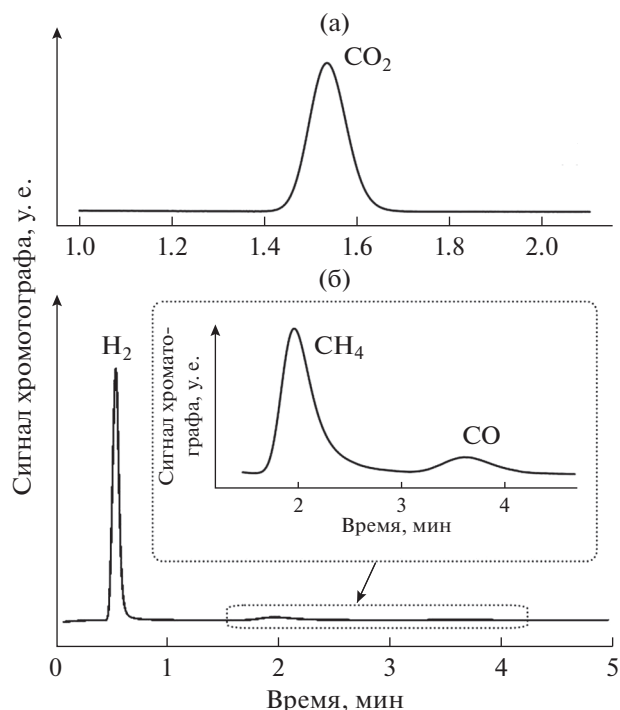 (а)
CO2
1.0 1.2 1.4 1.6 1.8 2.0
Сигнал хромотографа, у. е.
(б)
H2
CH4
CO
Сигнал хромато-
графа, у. е.
2 3 4
Время, мин
0 1 2 3 4 5
Время, мин